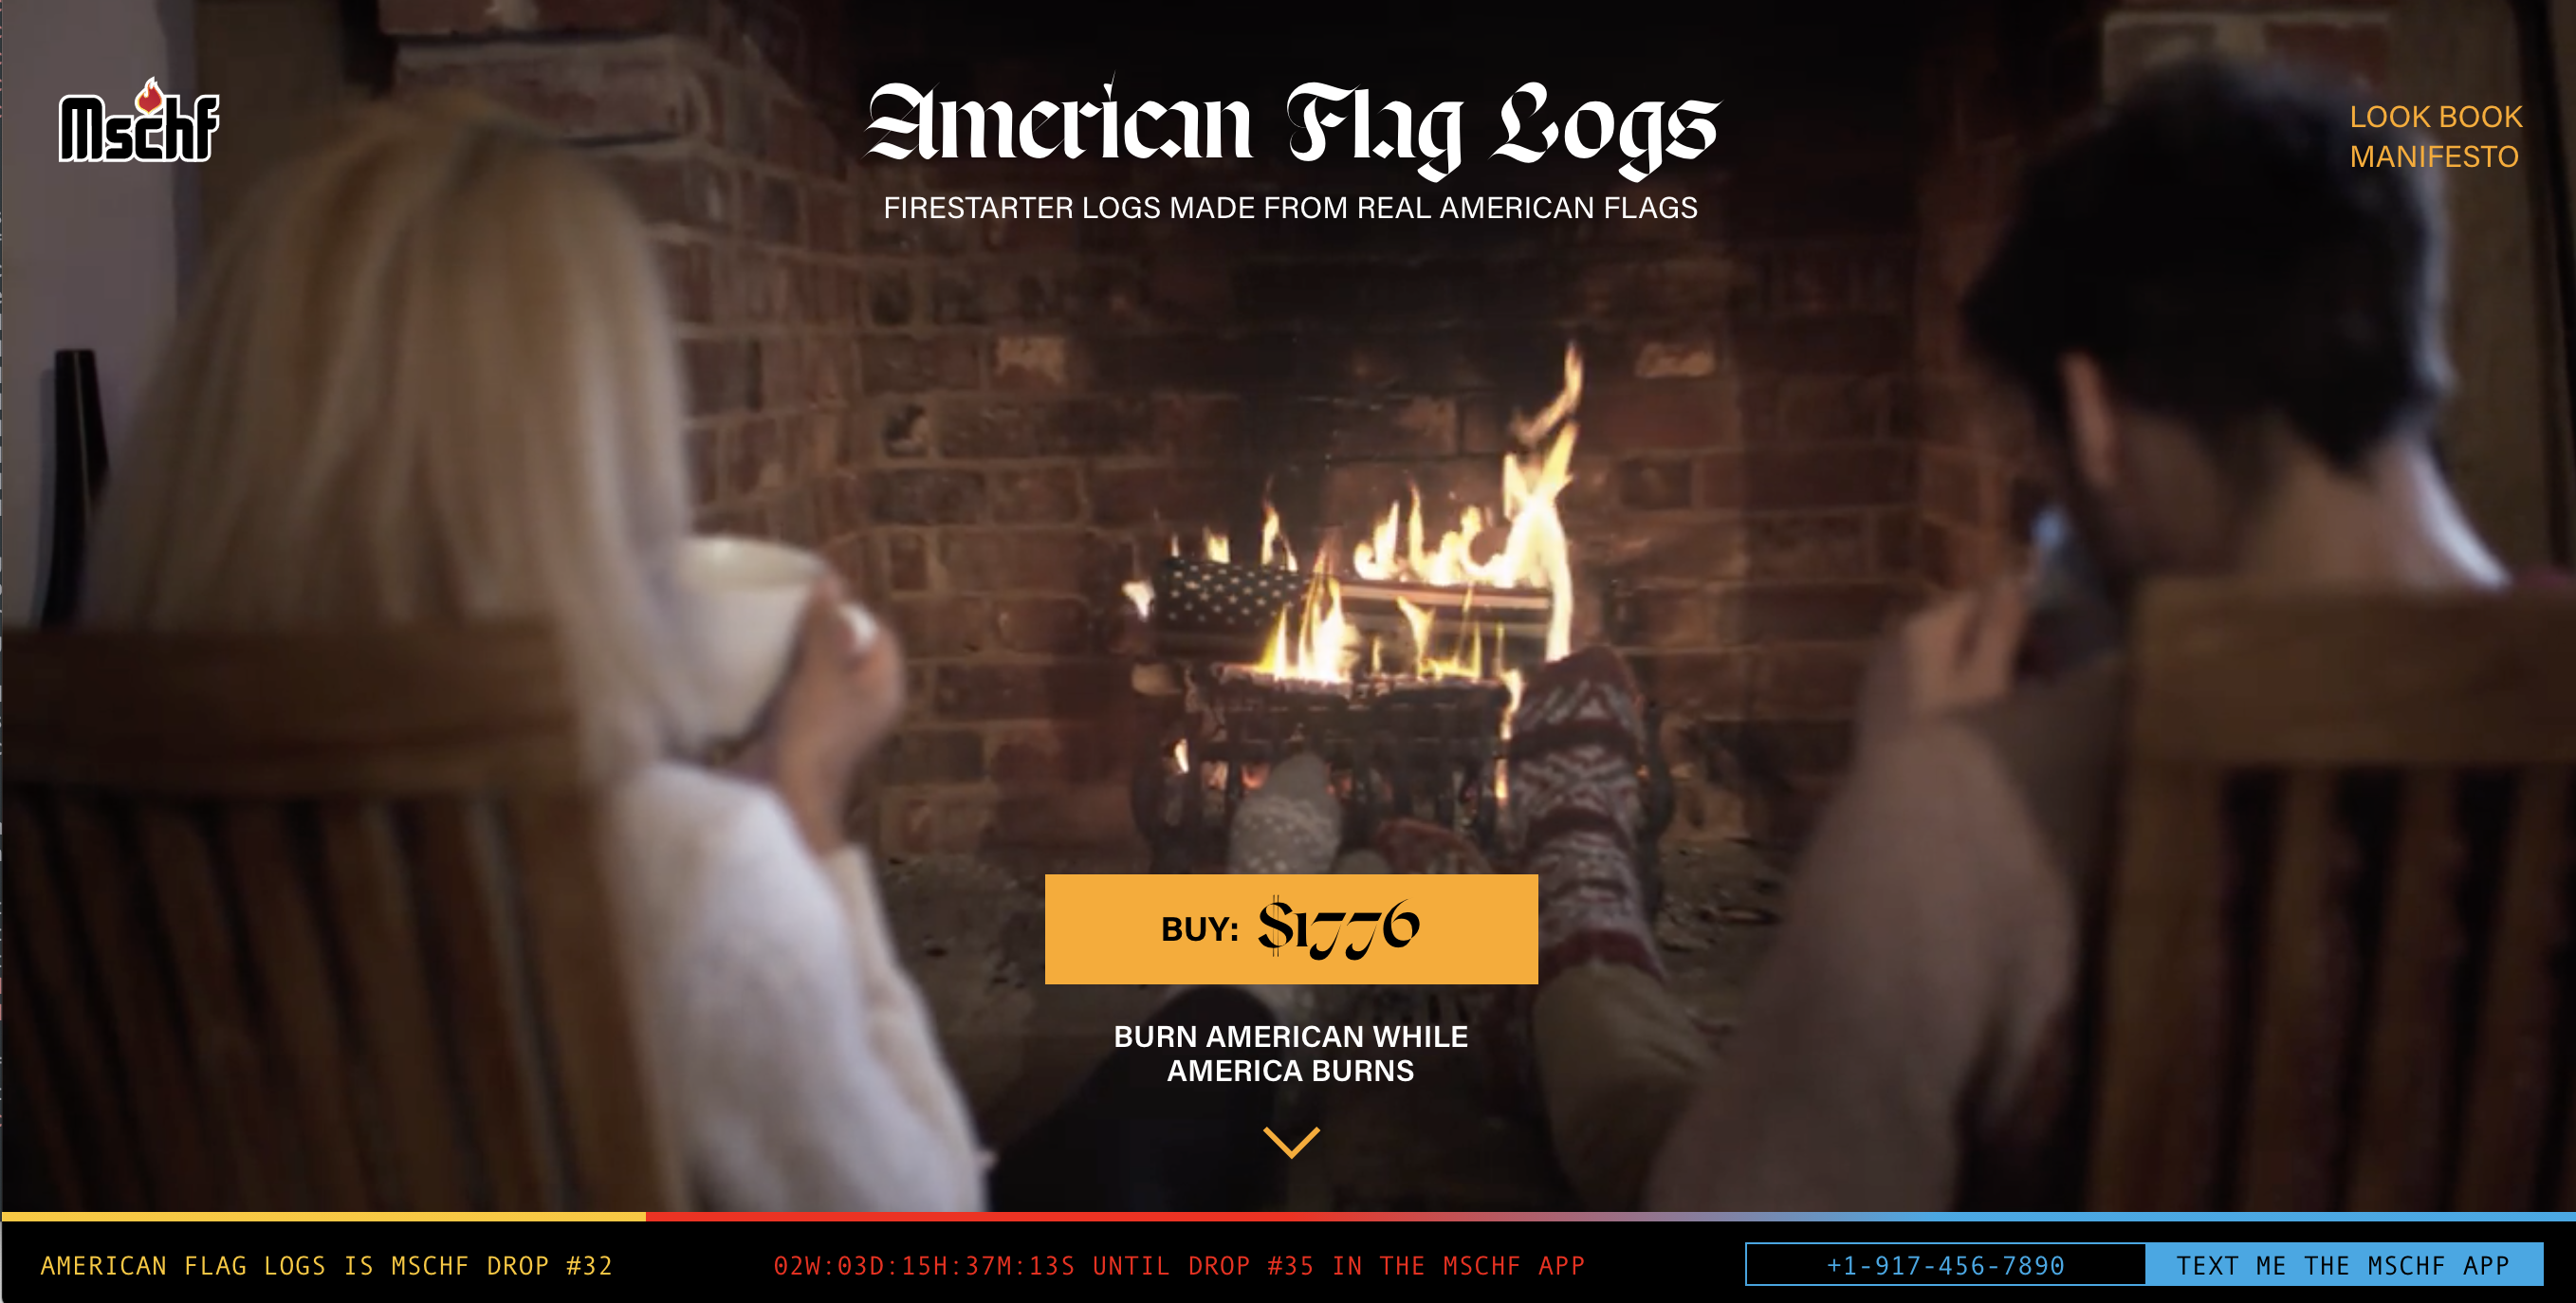 Mschf
American Flag Logs
FIRESTARTER LOGS MADE FROM REAL AMERICAN FLAGS
LOOK BOOK
MANIFESTO
BUY: $1776
BURN AMERICAN WHILE
AMERICA BURNS
AMERICAN FLAG LOGS IS MSCHF DROP #32
02W:03D:15H:37M:13S UNTIL DROP #35 IN THE MSCHF APP
+1-917-456-7890
TEXT ME THE MSCHF APP